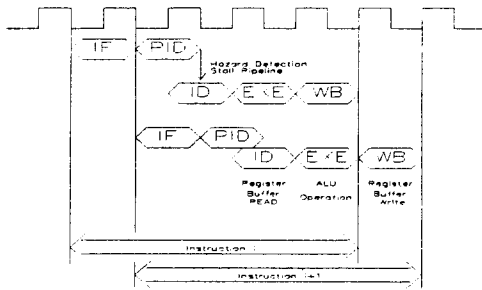 IF PID
Hazard Detection
Stall Pipeline
ID EXE WB
IF PID
ID EXE WB
Register ALU Register
Buffer Operation Buffer
READ Write
Instruction i
Instruction i+1